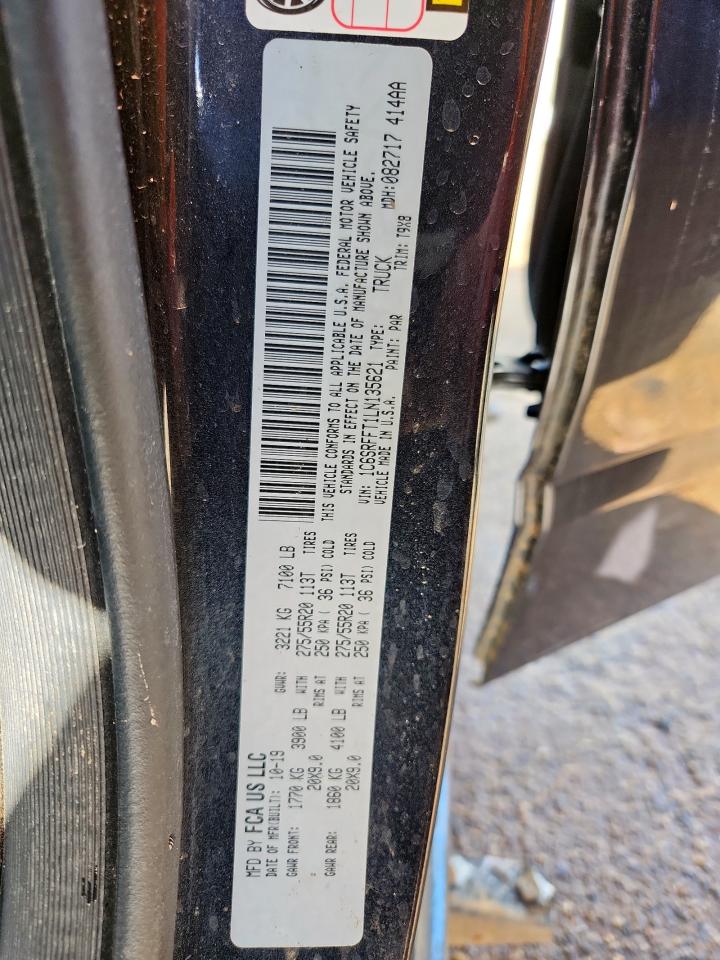 MFD BY FCA US LLC
DATE OF MFR(BUILT): 10-19 GVWR: 3221 KG 7100 LB
GAWR FRONT: 1770 KG 3900 LB WITH 275/55R20 113T TIRES
20X9.0 RIMS AT 250 KPA ( 36 PSI) COLD
GAWR REAR: 1860 KG 4100 LB WITH 275/55R20 113T TIRES
20X9.0 RIMS AT 250 KPA ( 36 PSI) COLD
THIS VEHICLE CONFORMS TO ALL APPLICABLE U.S.A. FEDERAL MOTOR VEHICLE SAFETY
STANDARDS IN EFFECT ON THE DATE OF MANUFACTURE SHOWN ABOVE.
VIN: 1C6SRFFT1LN135621 TYPE: TRUCK MDH:082717 414AA
VEHICLE MADE IN U.S.A. PAINT: PAR TRIM: T9X8